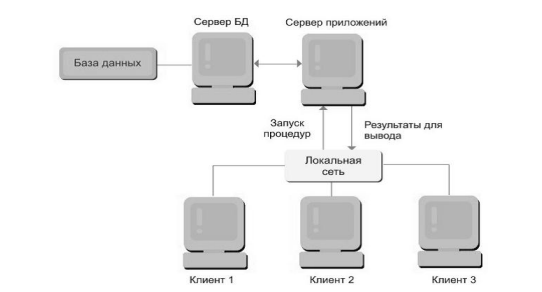 Сервер БД
Сервер приложений
База данных
Запуск
процедур
Результаты для
вывода
Локальная
сеть
Клиент 1
Клиент 2
Клиент 3